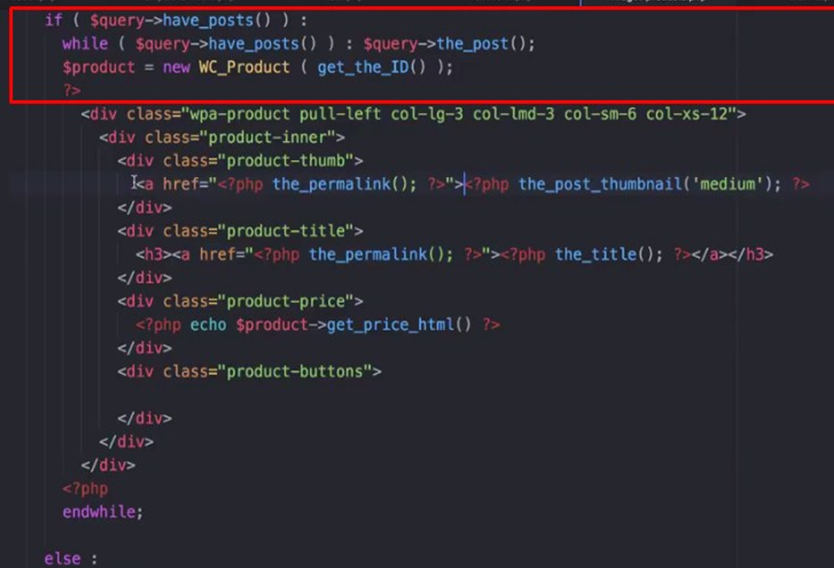 if ( $query->have_posts() ) :
while ( $query->have_posts() ) : $query->the_post();
$product = new WC_Product ( get_the_ID() );
?>
<div class="wpa-product pull-left col-lg-3 col-lmd-3 col-sm-6 col-xs-12">
<div class="product-inner">
<div class="product-thumb">
<a href="<?php the_permalink(); ?>"><?php the_post_thumbnail('medium'); ?>
</div>
<div class="product-title">
<h3><a href="<?php the_permalink(); ?>"><?php the_title(); ?></a></h3>
</div>
<div class="product-price">
<?php echo $product->get_price_html() ?>
</div>
<div class="product-buttons">
</div>
</div>
</div>
<?php
endwhile;
else :